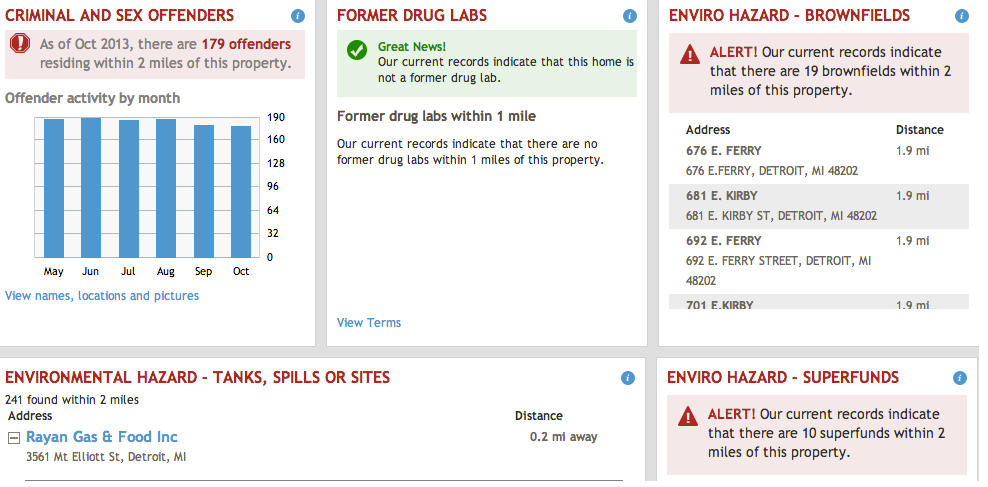 CRIMINAL AND SEX OFFENDERS
As of Oct 2013, there are 179 offenders
residing within 2 miles of this property.
Offender activity by month
190
160
128
96
64
32
0
May Jun Jul Aug Sep Oct
View names, locations and pictures
FORMER DRUG LABS
Great News!
Our current records indicate that this home is
not a former drug lab.
Former drug labs within 1 mile
Our current records indicate that there are no
former drug labs within 1 miles of this property.
View Terms
ENVIRO HAZARD - BROWNFIELDS
ALERT! Our current records indicate
that there are 19 brownfields within 2
miles of this property.
Address Distance
676 E. FERRY 1.9 mi
676 E.FERRY, DETROIT, MI 48202
681 E. KIRBY 1.9 mi
681 E. KIRBY ST, DETROIT, MI 48202
692 E. FERRY 1.9 mi
692 E. FERRY STREET, DETROIT, MI
48202
701 E.KIRBY 1.9 mi
ENVIRONMENTAL HAZARD - TANKS, SPILLS OR SITES
241 found within 2 miles
Address Distance
Rayan Gas & Food Inc 0.2 mi away
3561 Mt Elliott St, Detroit, MI
ENVIRO HAZARD - SUPERFUNDS
ALERT! Our current records indicate
that there are 10 superfunds within 2
miles of this property.